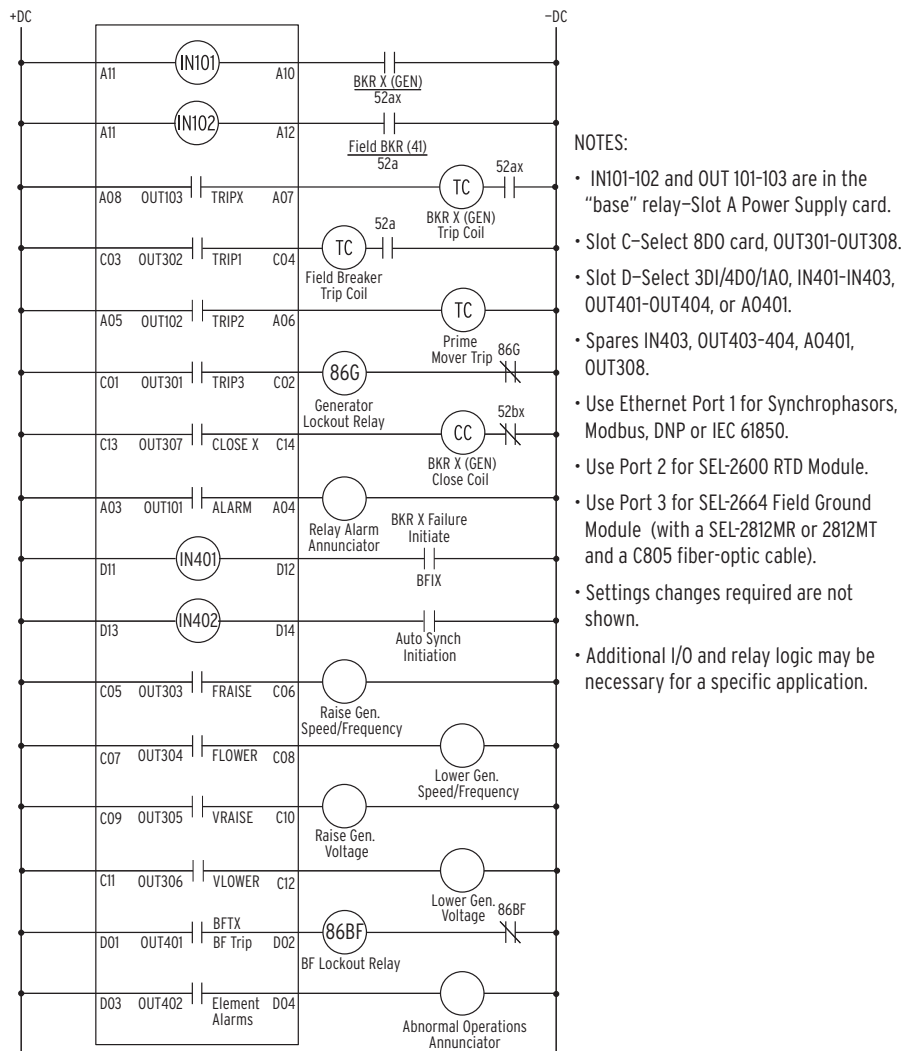 +DC
−DC
IN101
A11
A10
BKR X (GEN)
52ax
IN102
A11
A12
Field BKR (41)
52a
52ax
TC
A08 OUT103 TRIPX A07
BKR X (GEN)
Trip Coil
52a
TC
C03 OUT302 TRIP1 C04
Field Breaker
Trip Coil
TC
A05 OUT102 TRIP2 A06
Prime
Mover Trip
86G
86G
C01 OUT301 TRIP3 C02
Generator
Lockout Relay
52bx
CC
C13 OUT307 CLOSE X C14
BKR X (GEN)
Close Coil
A03 OUT101 ALARM A04
Relay Alarm
Annunciator
BKR X Failure
Initiate
IN401
D11
D12
BFIX
IN402
D13
D14
Auto Synch
Initiation
C05 OUT303 FRAISE C06
Raise Gen.
Speed/Frequency
C07 OUT304 FLOWER C08
Lower Gen.
Speed/Frequency
C09 OUT305 VRAISE C10
Raise Gen.
Voltage
C11 OUT306 VLOWER C12
Lower Gen.
Voltage
86BF
BFTX
86BF
D01 OUT401 BF Trip D02
BF Lockout Relay
D03 OUT402 Element D04
Alarms
Abnormal Operations
Annunciator
NOTES:
• IN101-102 and OUT 101-103 are in the
“base” relay–Slot A Power Supply card.
• Slot C–Select 8DO card, OUT301-OUT308.
• Slot D–Select 3DI/4DO/1AO, IN401-IN403,
OUT401-OUT404, or AO401.
• Spares IN403, OUT403-404, AO401,
OUT308.
• Use Ethernet Port 1 for Synchrophasors,
Modbus, DNP or IEC 61850.
• Use Port 2 for SEL-2600 RTD Module.
• Use Port 3 for SEL-2664 Field Ground
Module (with a SEL-2812MR or 2812MT
and a C805 fiber-optic cable).
• Settings changes required are not
shown.
• Additional I/O and relay logic may be
necessary for a specific application.